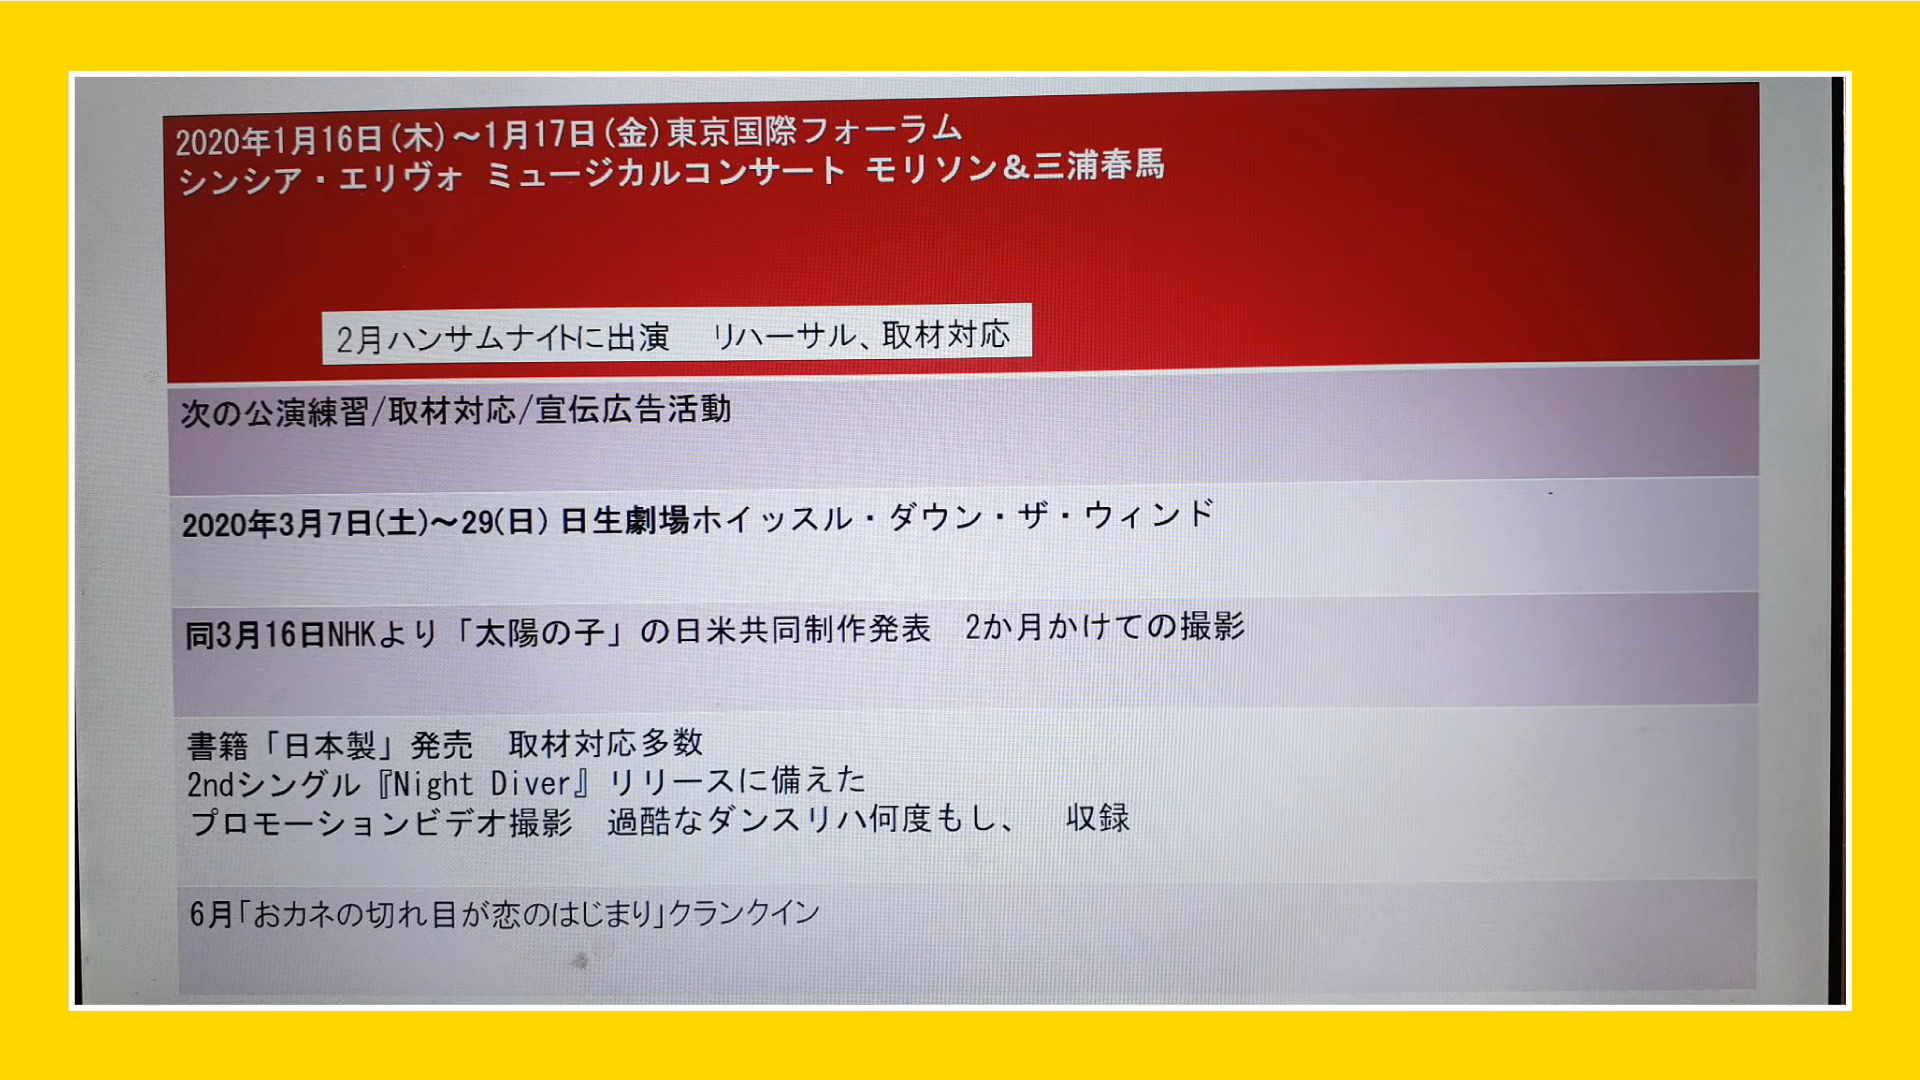 2020年1月16日(木)～1月17日(金)東京国際フォーラム
シンシア・エリヴォ ミュージカルコンサート モリソン&三浦春馬
2月ハンサムナイトに出演　リハーサル、取材対応
次の公演練習/取材対応/宣伝広告活動
2020年3月7日(土)～29(日) 日生劇場ホイッスル・ダウン・ザ・ウィンド
同3月16日NHKより「太陽の子」の日米共同制作発表　2か月かけての撮影
書籍「日本製」発売　取材対応多数
2ndシングル『Night Diver』リリースに備えた
プロモーションビデオ撮影　過酷なダンスリハ何度もし、　収録
6月「おカネの切れ目が恋のはじまり」クランクイン